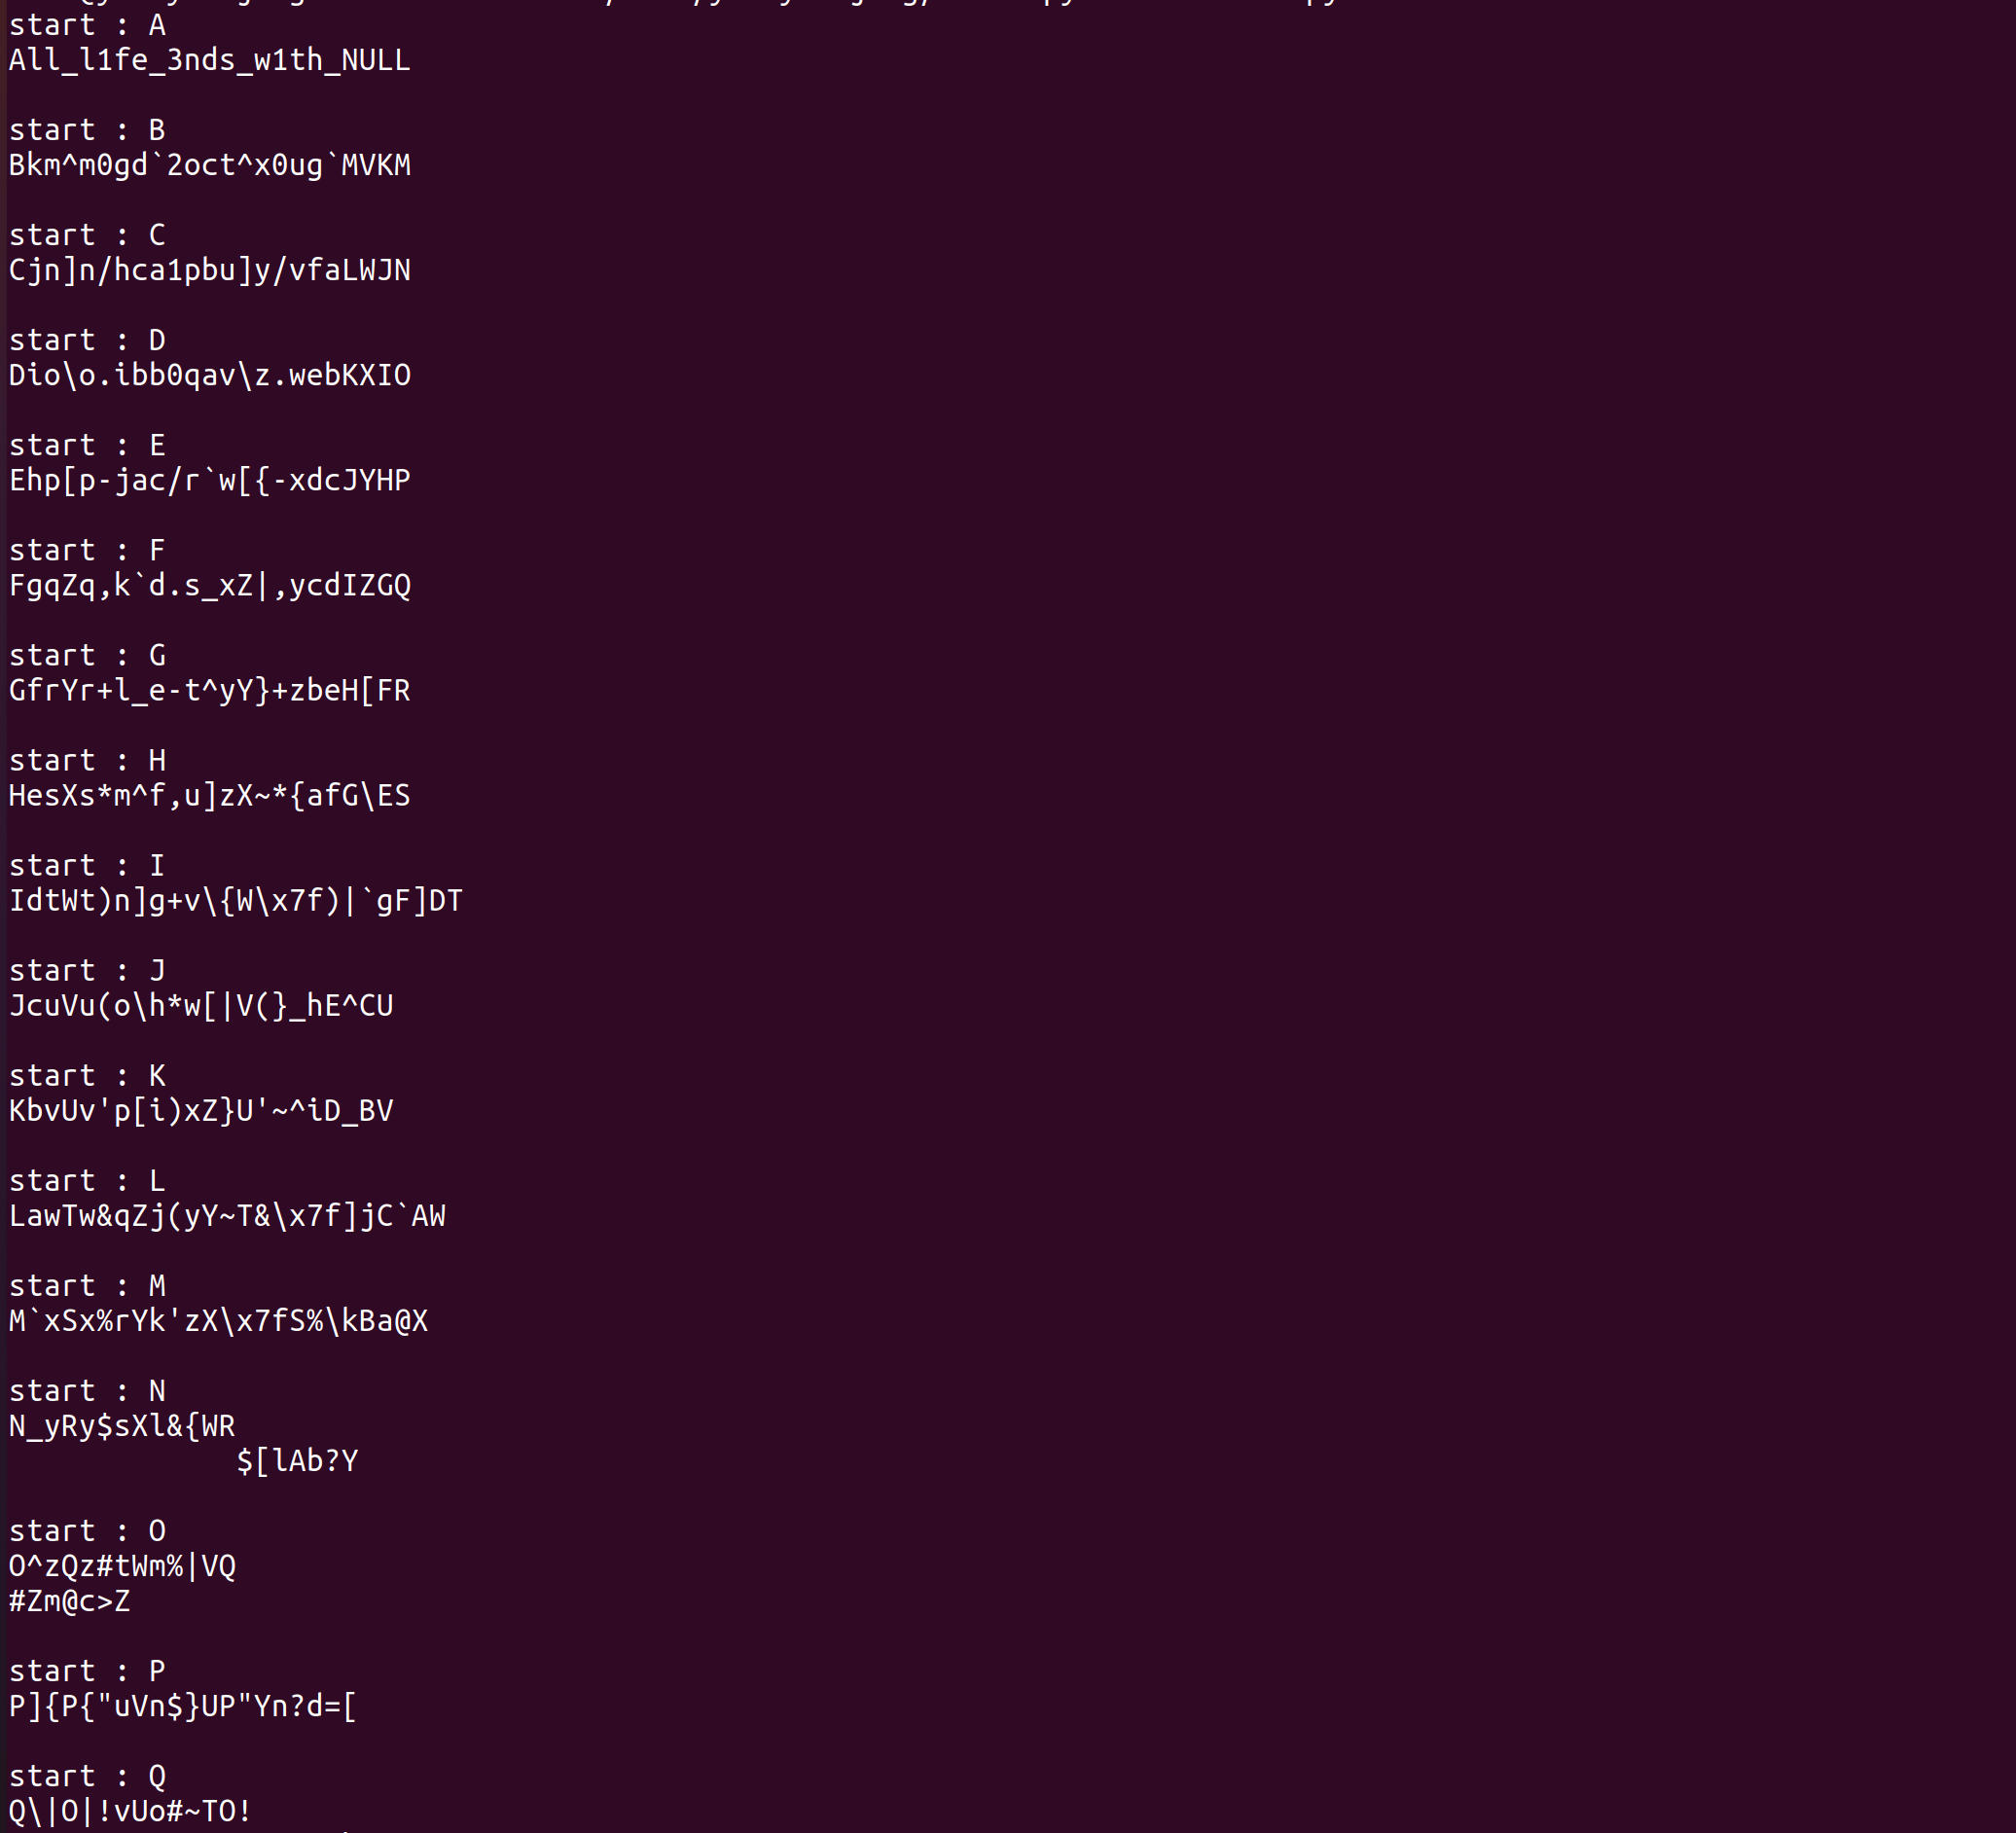 start : A
All_l1fe_3nds_w1th_NULL
start : B
Bkm^m0gd`2oct^x0ug`MVKM
start : C
Cjn]n/hca1pbu]y/vfaLWJN
start : D
Dio\o.ibb0qav\z.webKXIO
start : E
Ehp[p-jac/r`w[{-xdcJYHP
start : F
FgqZq,k`d.s_xZ|,ycdIZGQ
start : G
GfrYr+l_e-t^yY}+zbeH[FR
start : H
HesXs*m^f,u]zX~*{afG\ES
start : I
IdtWt)n]g+v\{W\x7f)|`gF]DT
start : J
JcuVu(o\h*w[|V(}_hE^CU
start : K
KbvUv'p[i)xZ}U'~^iD_BV
start : L
LawTw&qZj(yY~T&\x7f]jC`AW
start : M
M`xSx%rYk'zX\x7fS%\kBa@X
start : N
N_yRy$sXl&{WR
$[lAb?Y
start : O
O^zQz#tWm%|VQ
#Zm@c>Z
start : P
P]{P{"uVn$}UP"Yn?d=[
start : Q
Q\|O|!vUo#~TO!